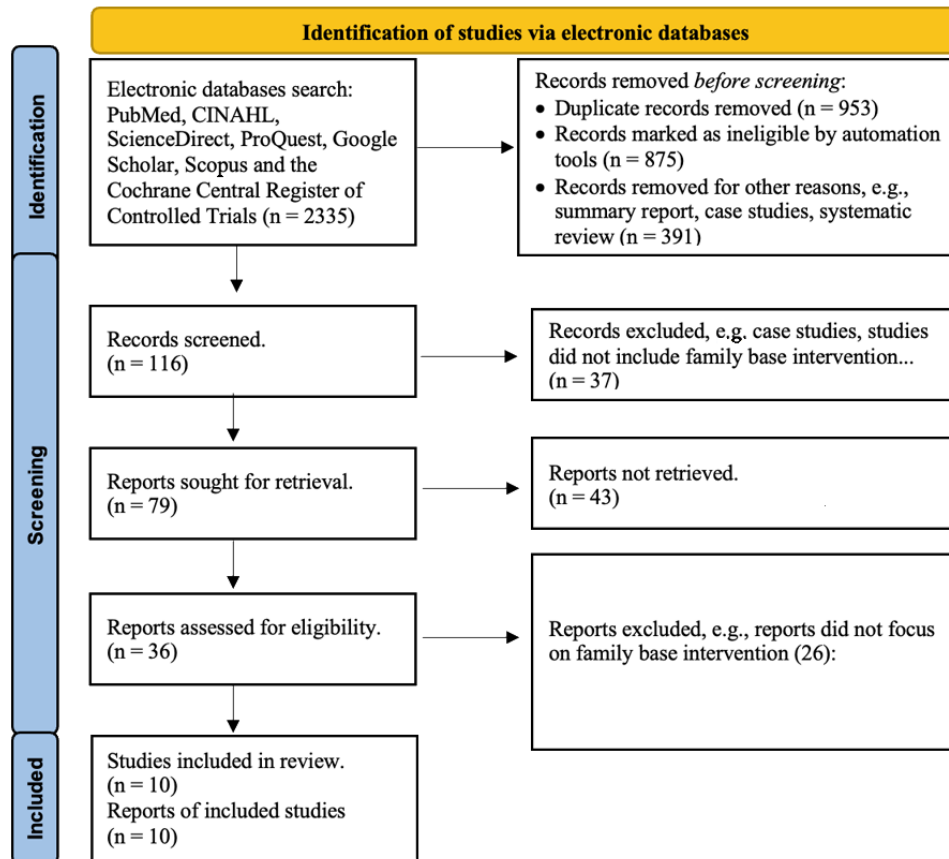 Identification of studies via electronic databases
Identification
Electronic databases search:
PubMed, CINAHL,
ScienceDirect, ProQuest, Google
Scholar, Scopus and the
Cochrane Central Register of
Controlled Trials (n = 2335)
Records removed before screening:
• Duplicate records removed (n = 953)
• Records marked as ineligible by automation
tools (n = 875)
• Records removed for other reasons, e.g.,
summary report, case studies, systematic
review (n = 391)
Screening
Records screened.
(n = 116)
Records excluded, e.g. case studies, studies
did not include family base intervention...
(n = 37)
Reports sought for retrieval.
(n = 79)
Reports not retrieved.
(n = 43)
Reports assessed for eligibility.
(n = 36)
Reports excluded, e.g., reports did not focus
on family base intervention (26):
Included
Studies included in review.
(n = 10)
Reports of included studies
(n = 10)